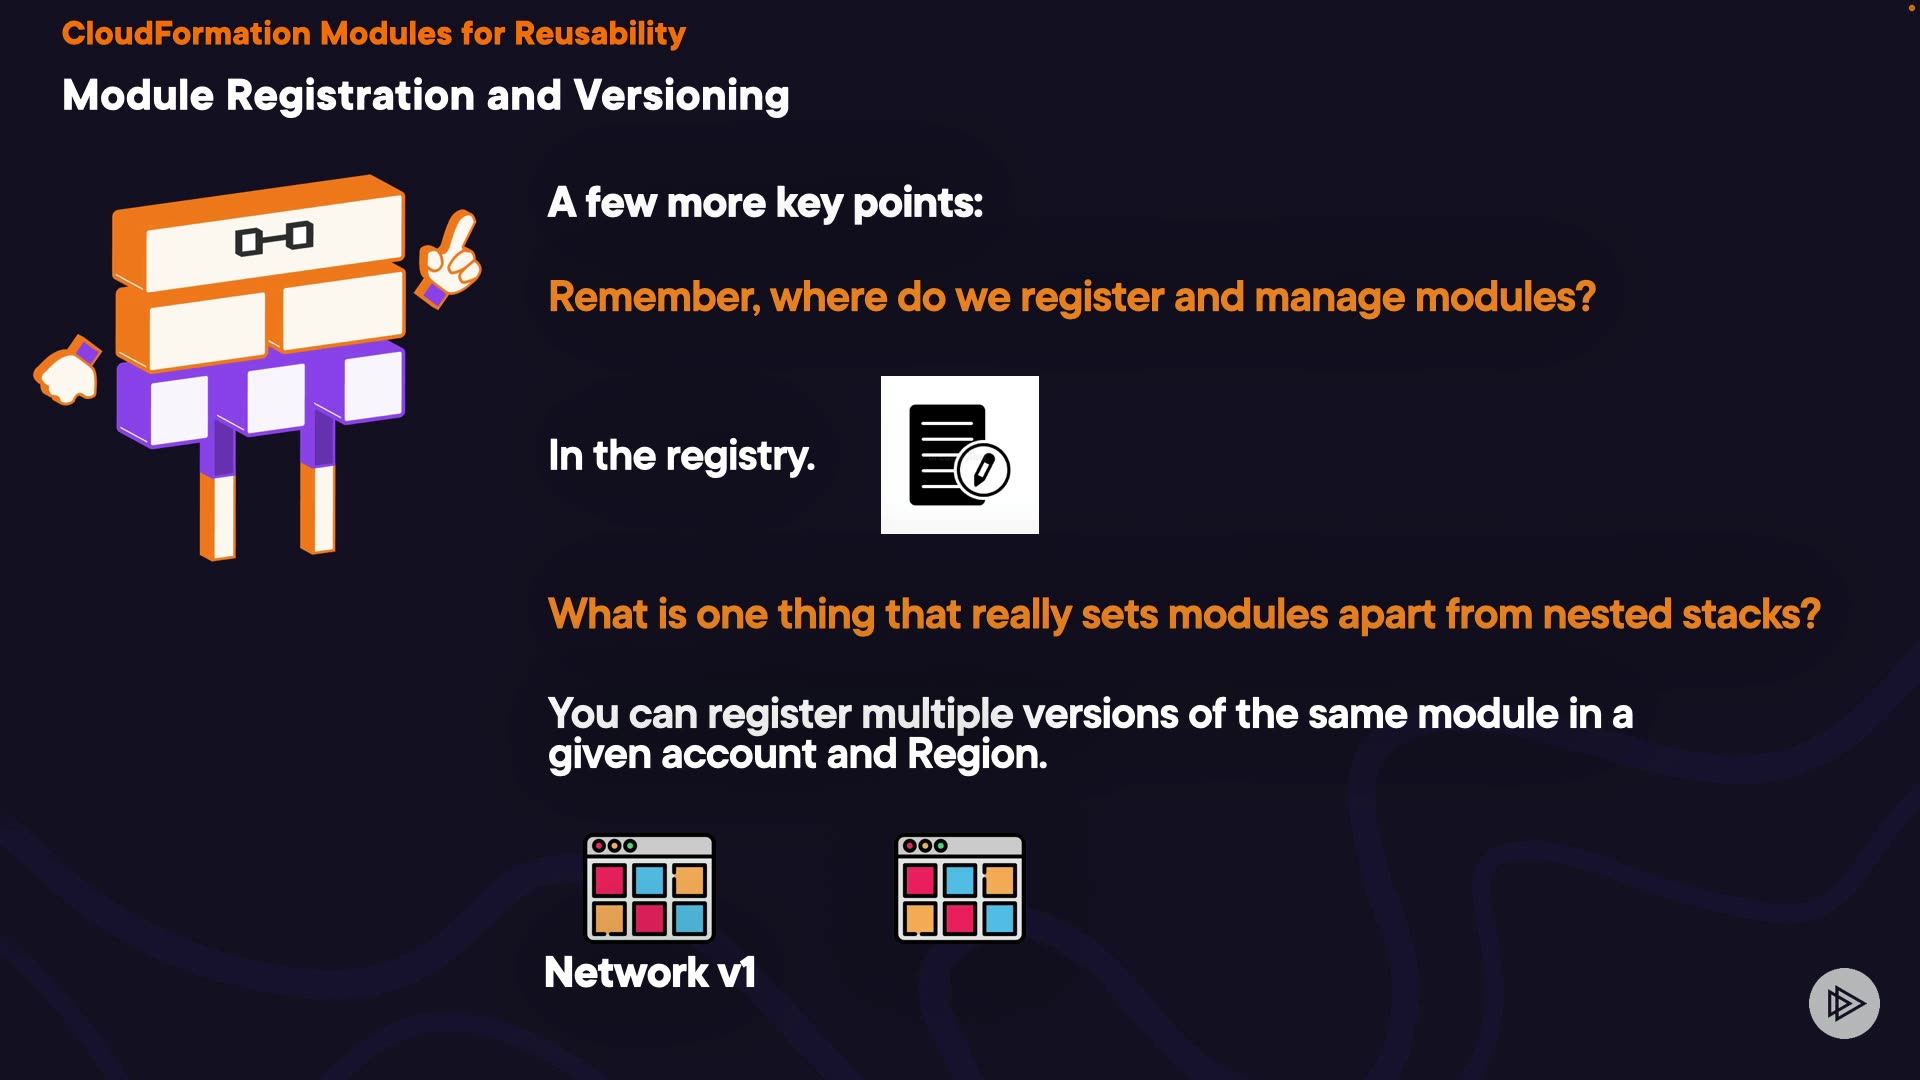 CloudFormation Modules for Reusability
Module Registration and Versioning
A few more key points:
Remember, where do we register and manage modules?
In the registry.
What is one thing that really sets modules apart from nested stacks?
You can register multiple versions of the same module in a
given account and Region.
Network v1